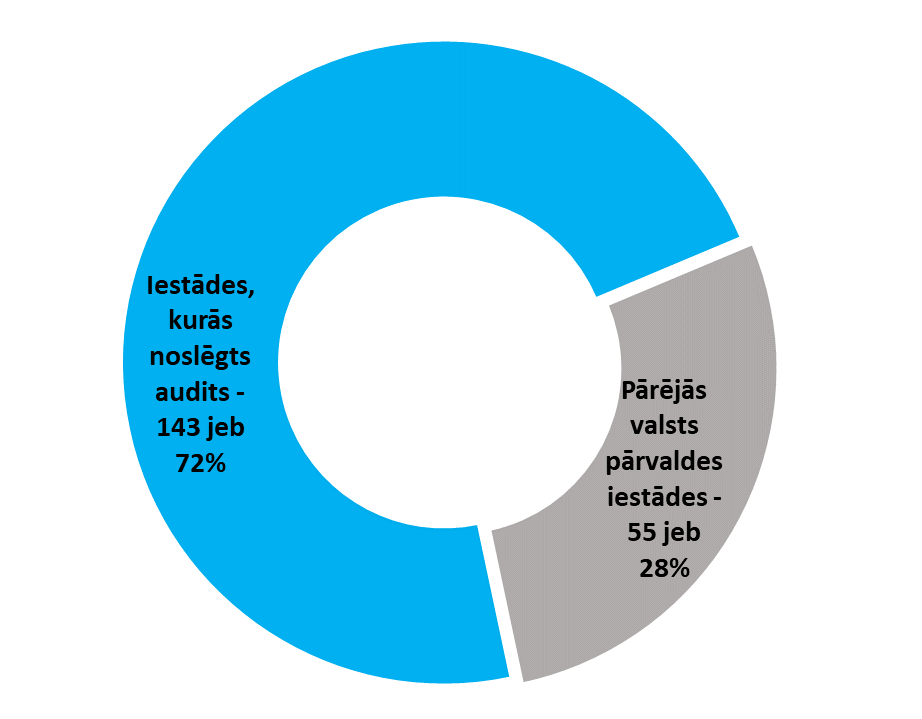 Iestādes,
kurās
noslēgts
audits -
143 jeb
72%
Pārējās
valsts
pārvaldes
iestādes -
55 jeb
28%